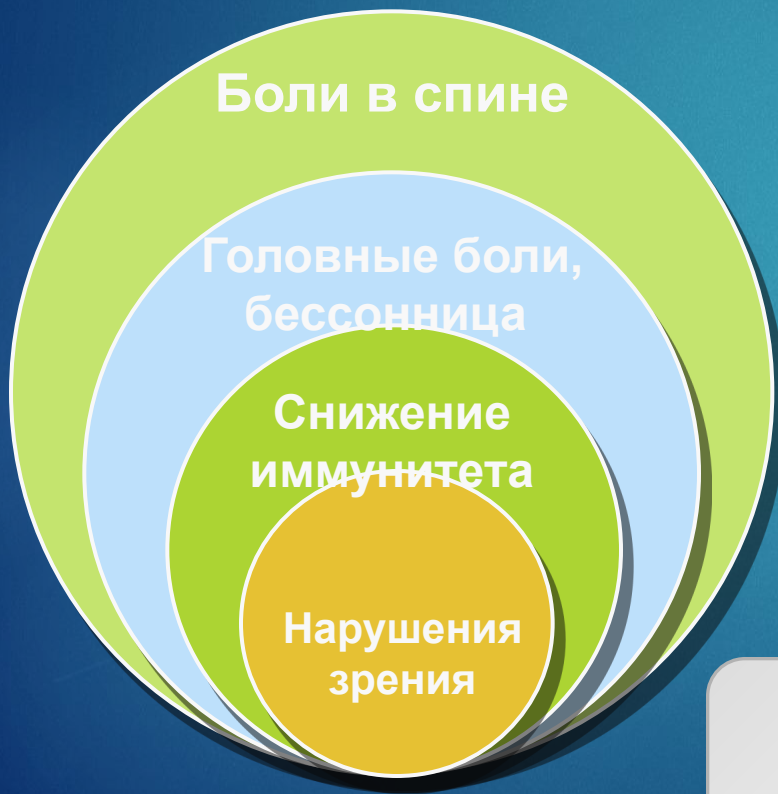 Боли в спине
Головные боли,
бессонница
Снижение
иммунитета
Нарушения
зрения